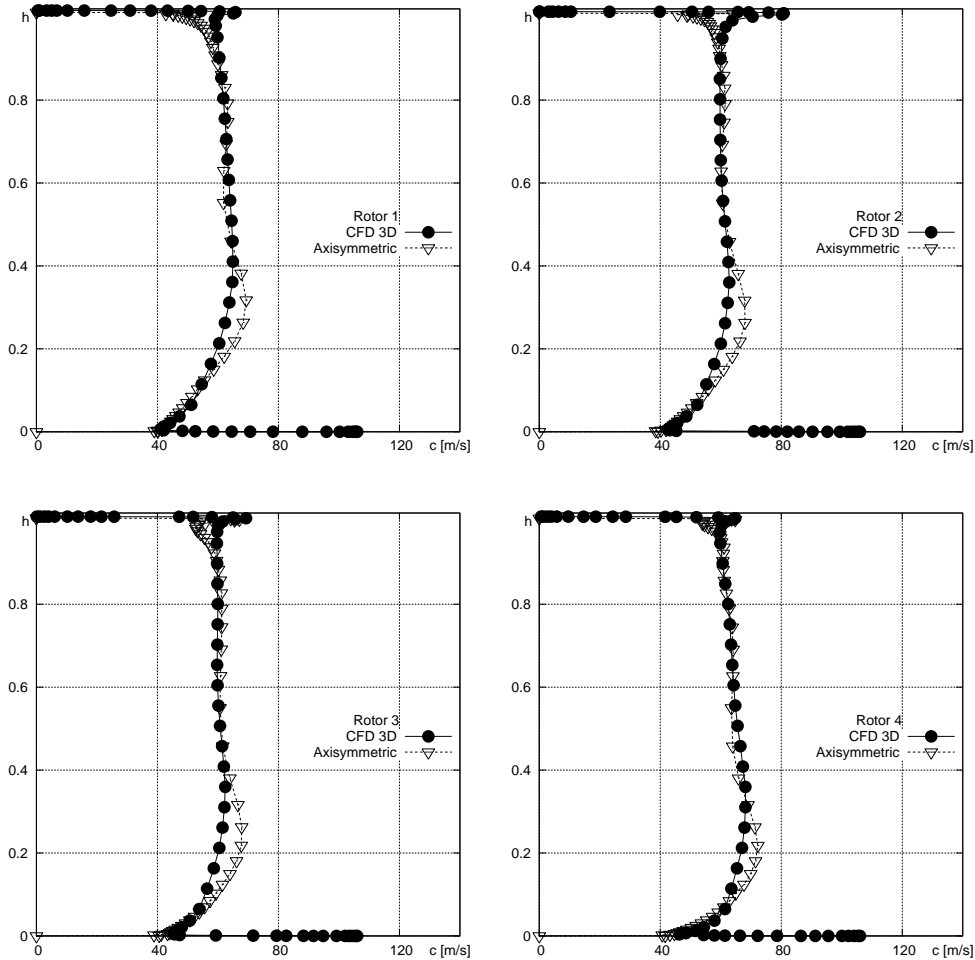 h
0.8
0.6
Rotor 1
CFD 3D
Axisymmetric
0.4
0.2
0
0 40 80 120 c [m/s]
h
0.8
0.6
Rotor 2
CFD 3D
Axisymmetric
0.4
0.2
0
0 40 80 120 c [m/s]
h
0.8
0.6
Rotor 3
CFD 3D
Axisymmetric
0.4
0.2
0
0 40 80 120 c [m/s]
h
0.8
0.6
Rotor 4
CFD 3D
Axisymmetric
0.4
0.2
0
0 40 80 120 c [m/s]